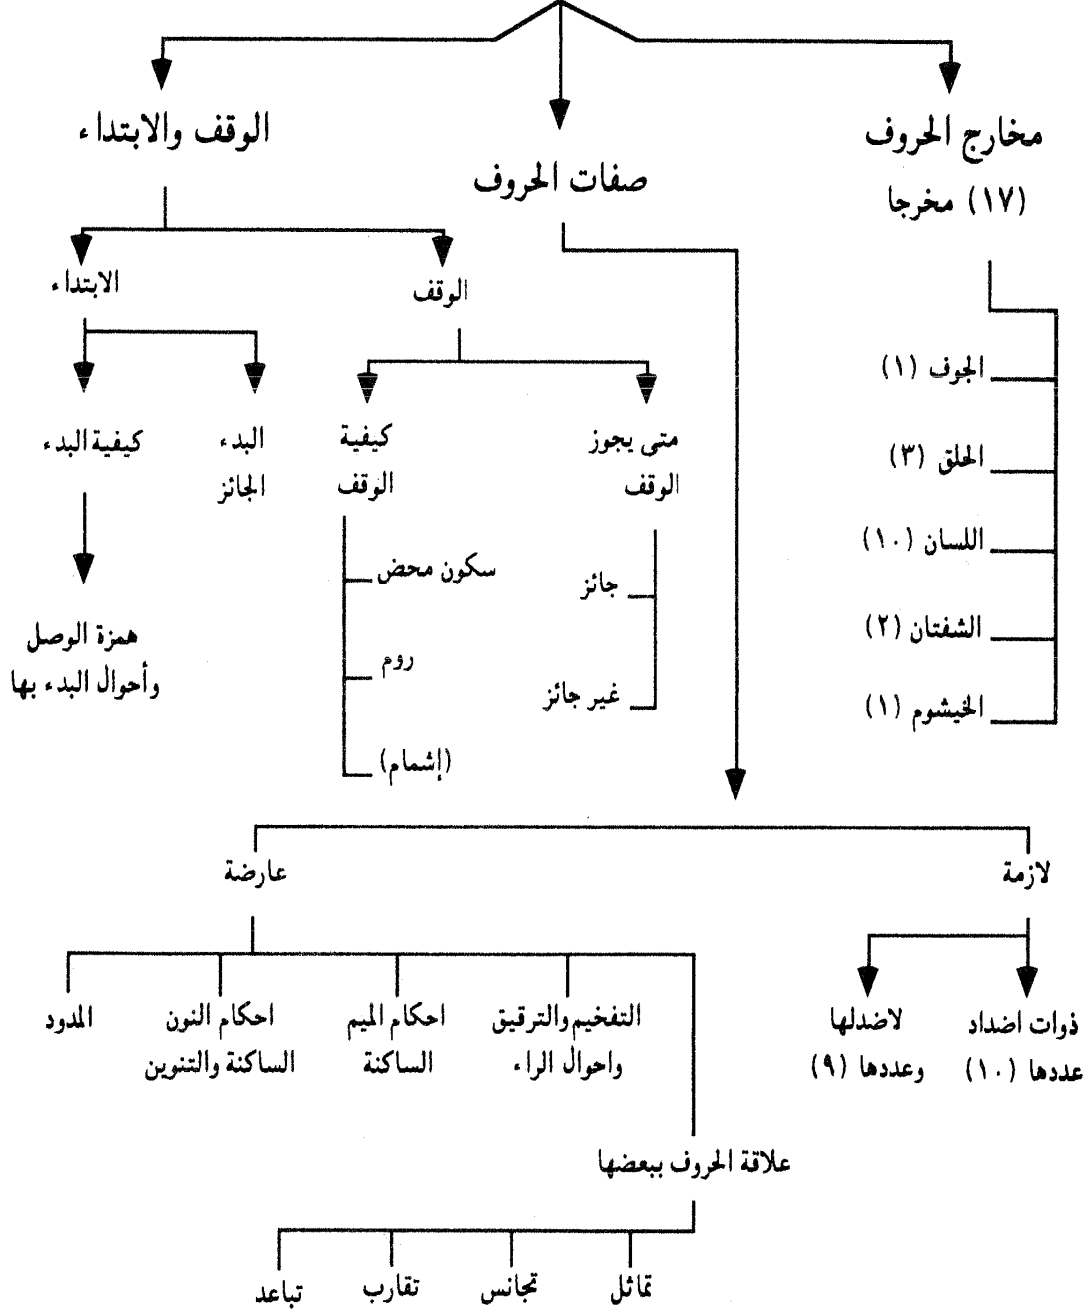 مخارج الحروف
(١٧) مخرجا
الجوف (١)
الحلق (٣)
اللسان (١٠)
الشفتان (٢)
الخيشوم (١)
صفات الحروف
الوقف والابتداء
الوقف
متى يجوز
الوقف
جائز
غير جائز
كيفية
الوقف
سكون محض
روم
(إشمام)
الابتداء
البدء
الجائز
كيفية البدء
همزة الوصل
وأحوال البدء بها
لازمة
ذوات اضداد
عددها (١٠)
لاضدلها
وعددها (٩)
عارضة
التفخيم والترقيق
واحوال الراء
احكام الميم
الساكنة
احكام النون
الساكنة والتنوين
المدود
علاقة الحروف ببعضها
تماثل
تجانس
تقارب
تباعد